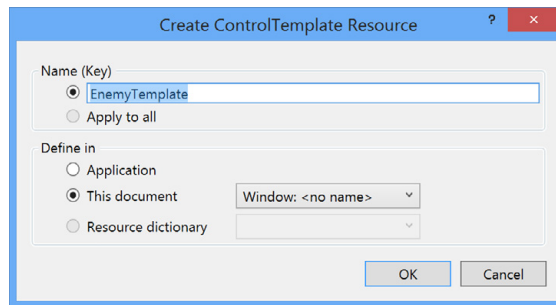 Create ControlTemplate Resource
?
×
Name (Key)
EnemyTemplate
Apply to all
Define in
Application
This document
Window: <no name>
Resource dictionary
OK
Cancel